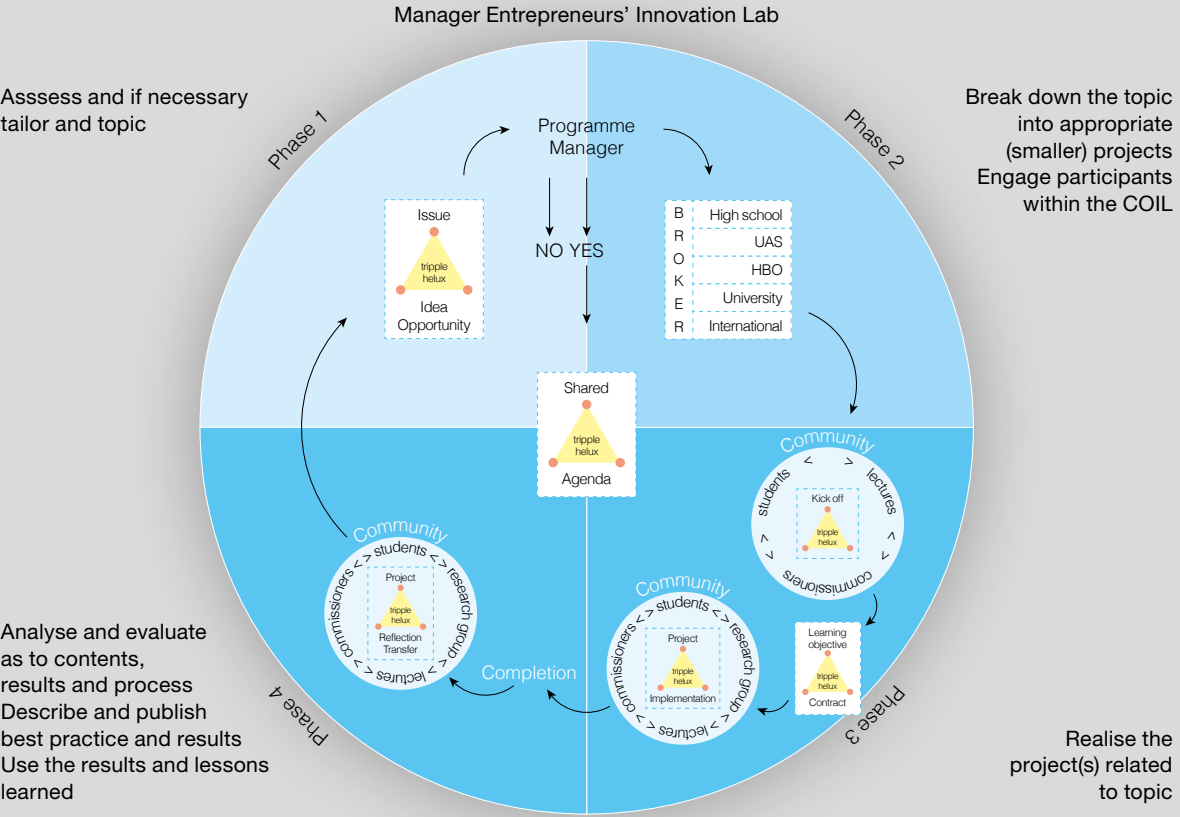 Manager Entrepreneurs’ Innovation Lab
Asssess and if necessary
tailor and topic
Phase 1
Phase 2
Break down the topic
into appropriate
(smaller) projects
Engage participants
within the COIL
Programme
Manager
NO YES
Issue
tripple
helux
Idea
Opportunity
B
R
O
K
E
R
High school
UAS
HBO
University
International
Shared
tripple
helux
Agenda
Community
students < > lectures < > commissioners < >
Kick off
tripple
helux
Learning
objective
tripple
helux
Contract
Community
students < > research group < > lectures < > commissioners < >
Project
tripple
helux
Implementation
Completion
Community
students < > research group < > lectures < > commissioners < >
Project
tripple
helux
Reflection
Transfer
Phase 3
Phase 4
Realise the
project(s) related
to topic
Analyse and evaluate
as to contents,
results and process
Describe and publish
best practice and results
Use the results and lessons
learned